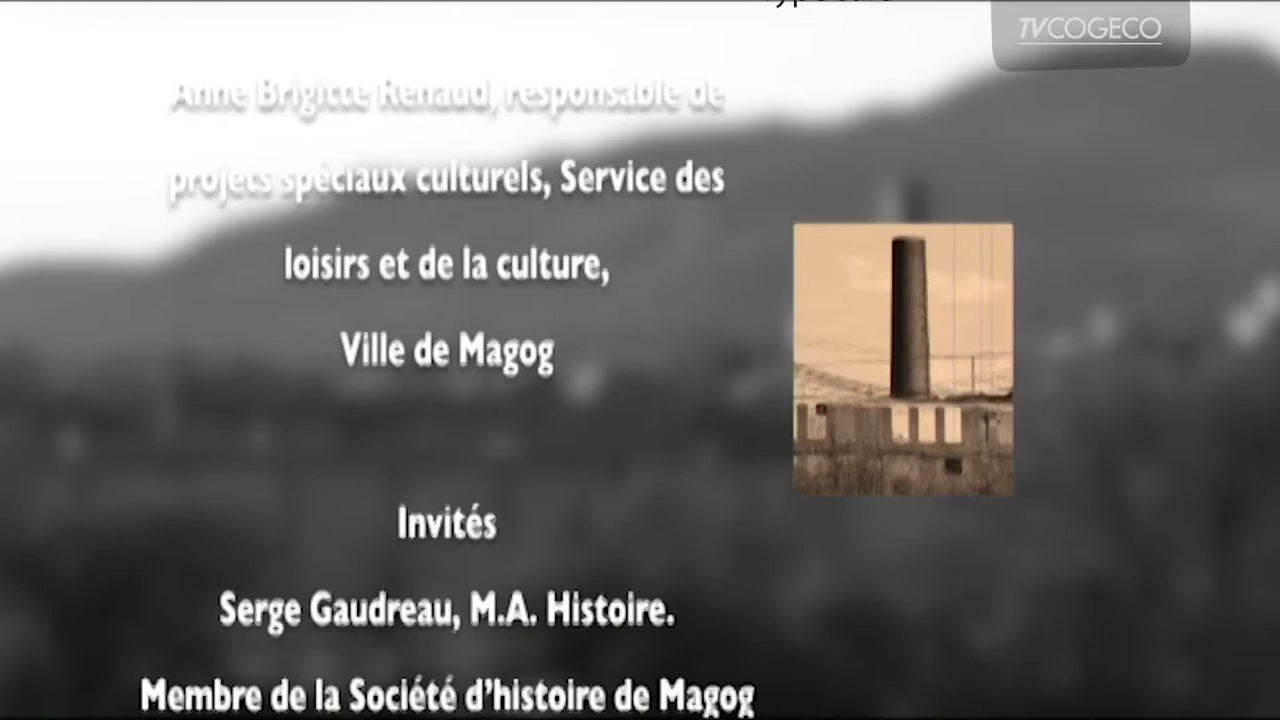 TVCOGECO
Anne Brigitte Renaud, responsable de
projets spéciaux culturels, Service des
loisirs et de la culture,
Ville de Magog
Invités
Serge Gaudreau, M.A. Histoire.
Membre de la Société d'histoire de Magog